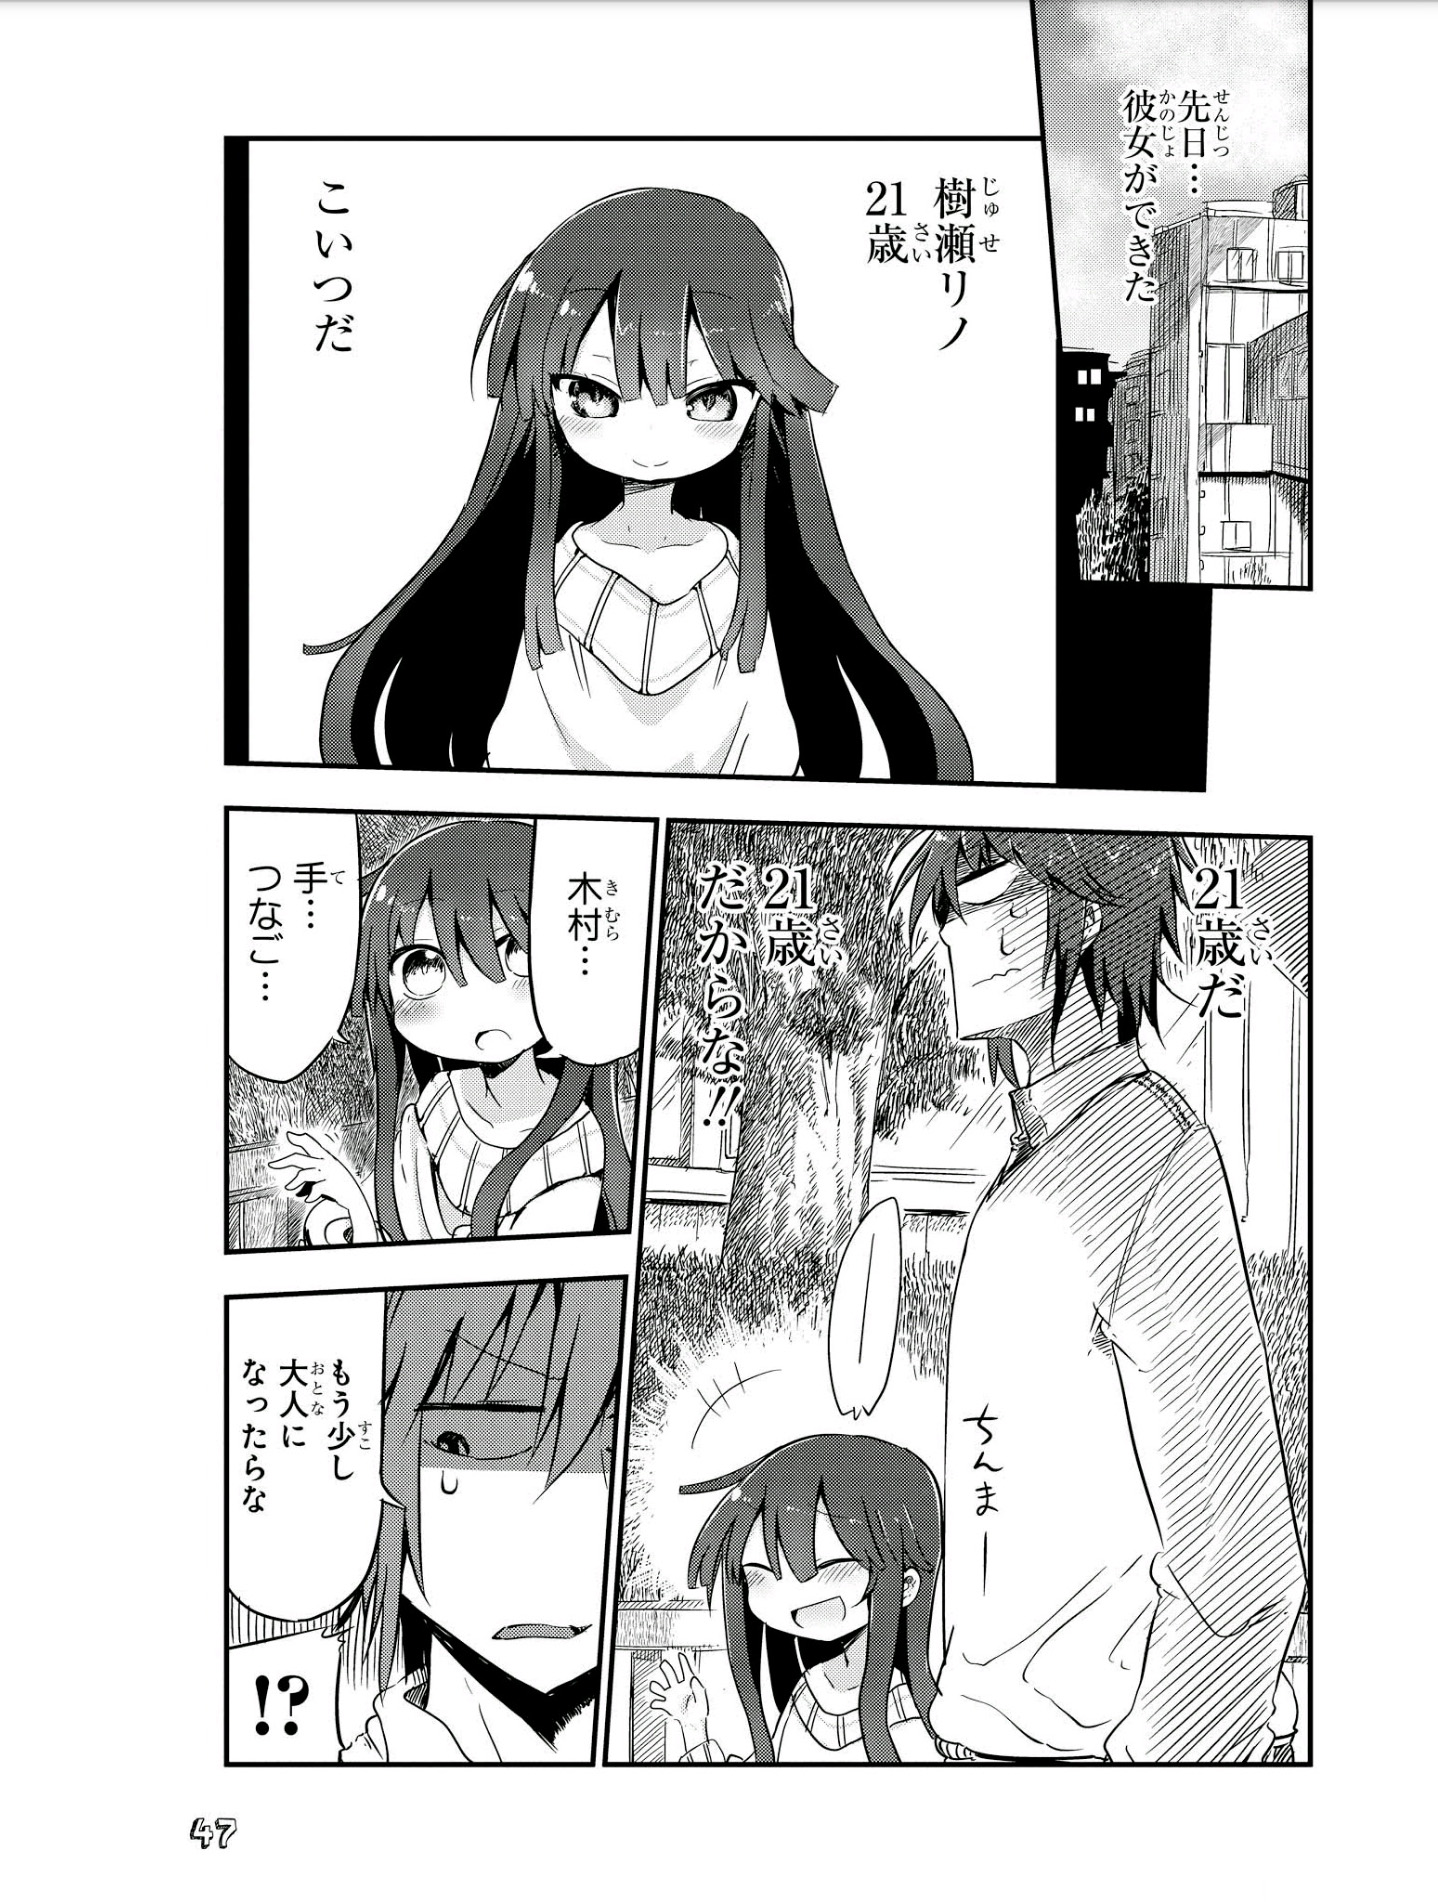 先日…
彼女ができた
樹瀬リノ
21歳
こいつだ
21歳だ
21歳
だからな!!
ちんまー
木村…
手…
つなご…
もう少し
大人に
なったらな
!?
47